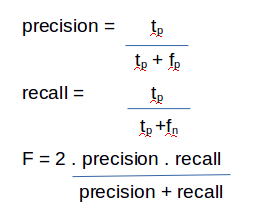 precision = tp
tp + fp
recall = tp
tp +fn
F = 2 . precision . recall
precision + recall